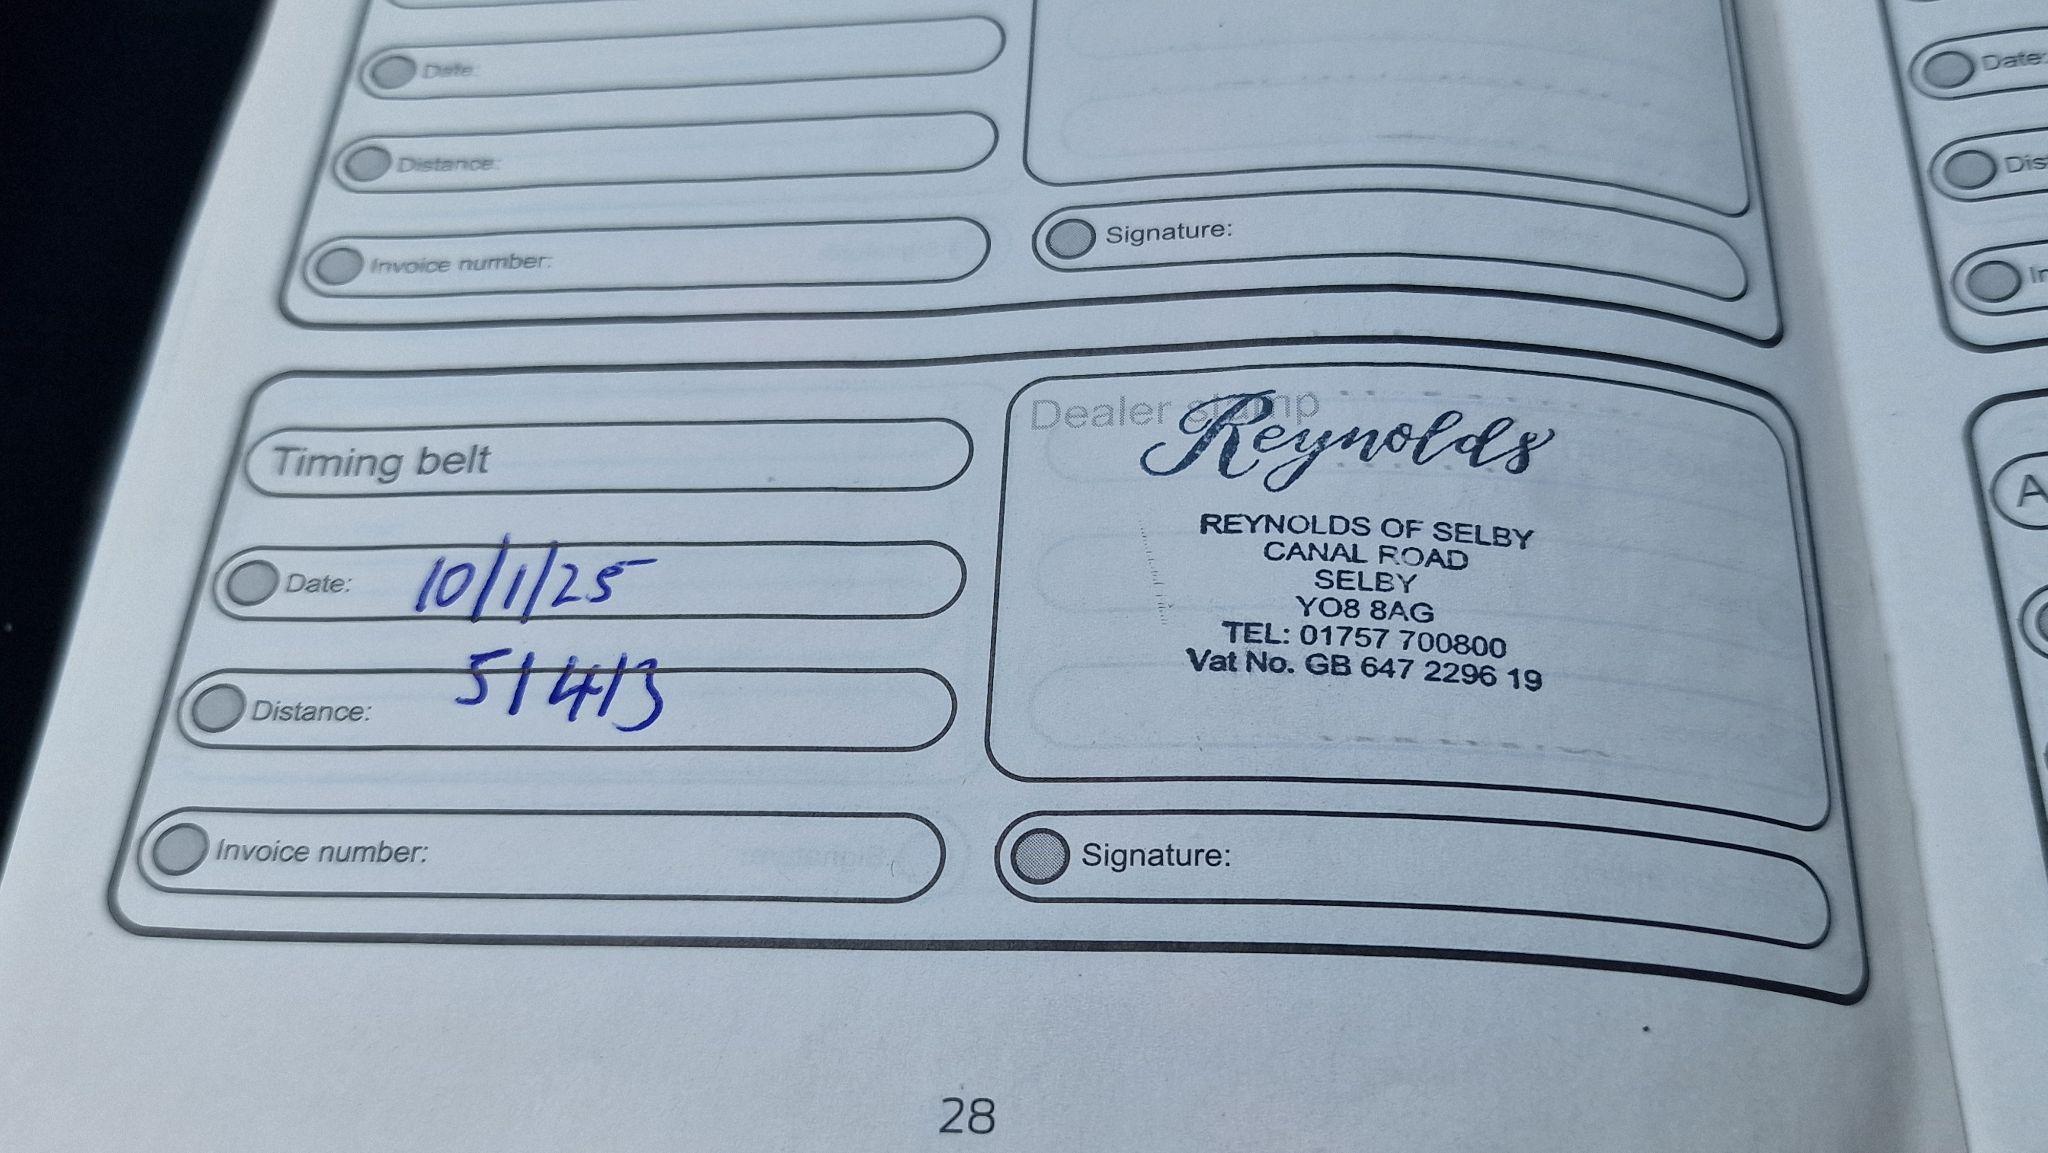 Date:
Distance:
Invoice number:
Signature:
Timing belt
Date: 10/1/25
Distance: 51413
Invoice number:
Dealer stamp
Reynolds
REYNOLDS OF SELBY
CANAL ROAD
SELBY
YO8 8AG
TEL: 01757 700800
Vat No. GB 647 2296 19
Signature:
28
Date: